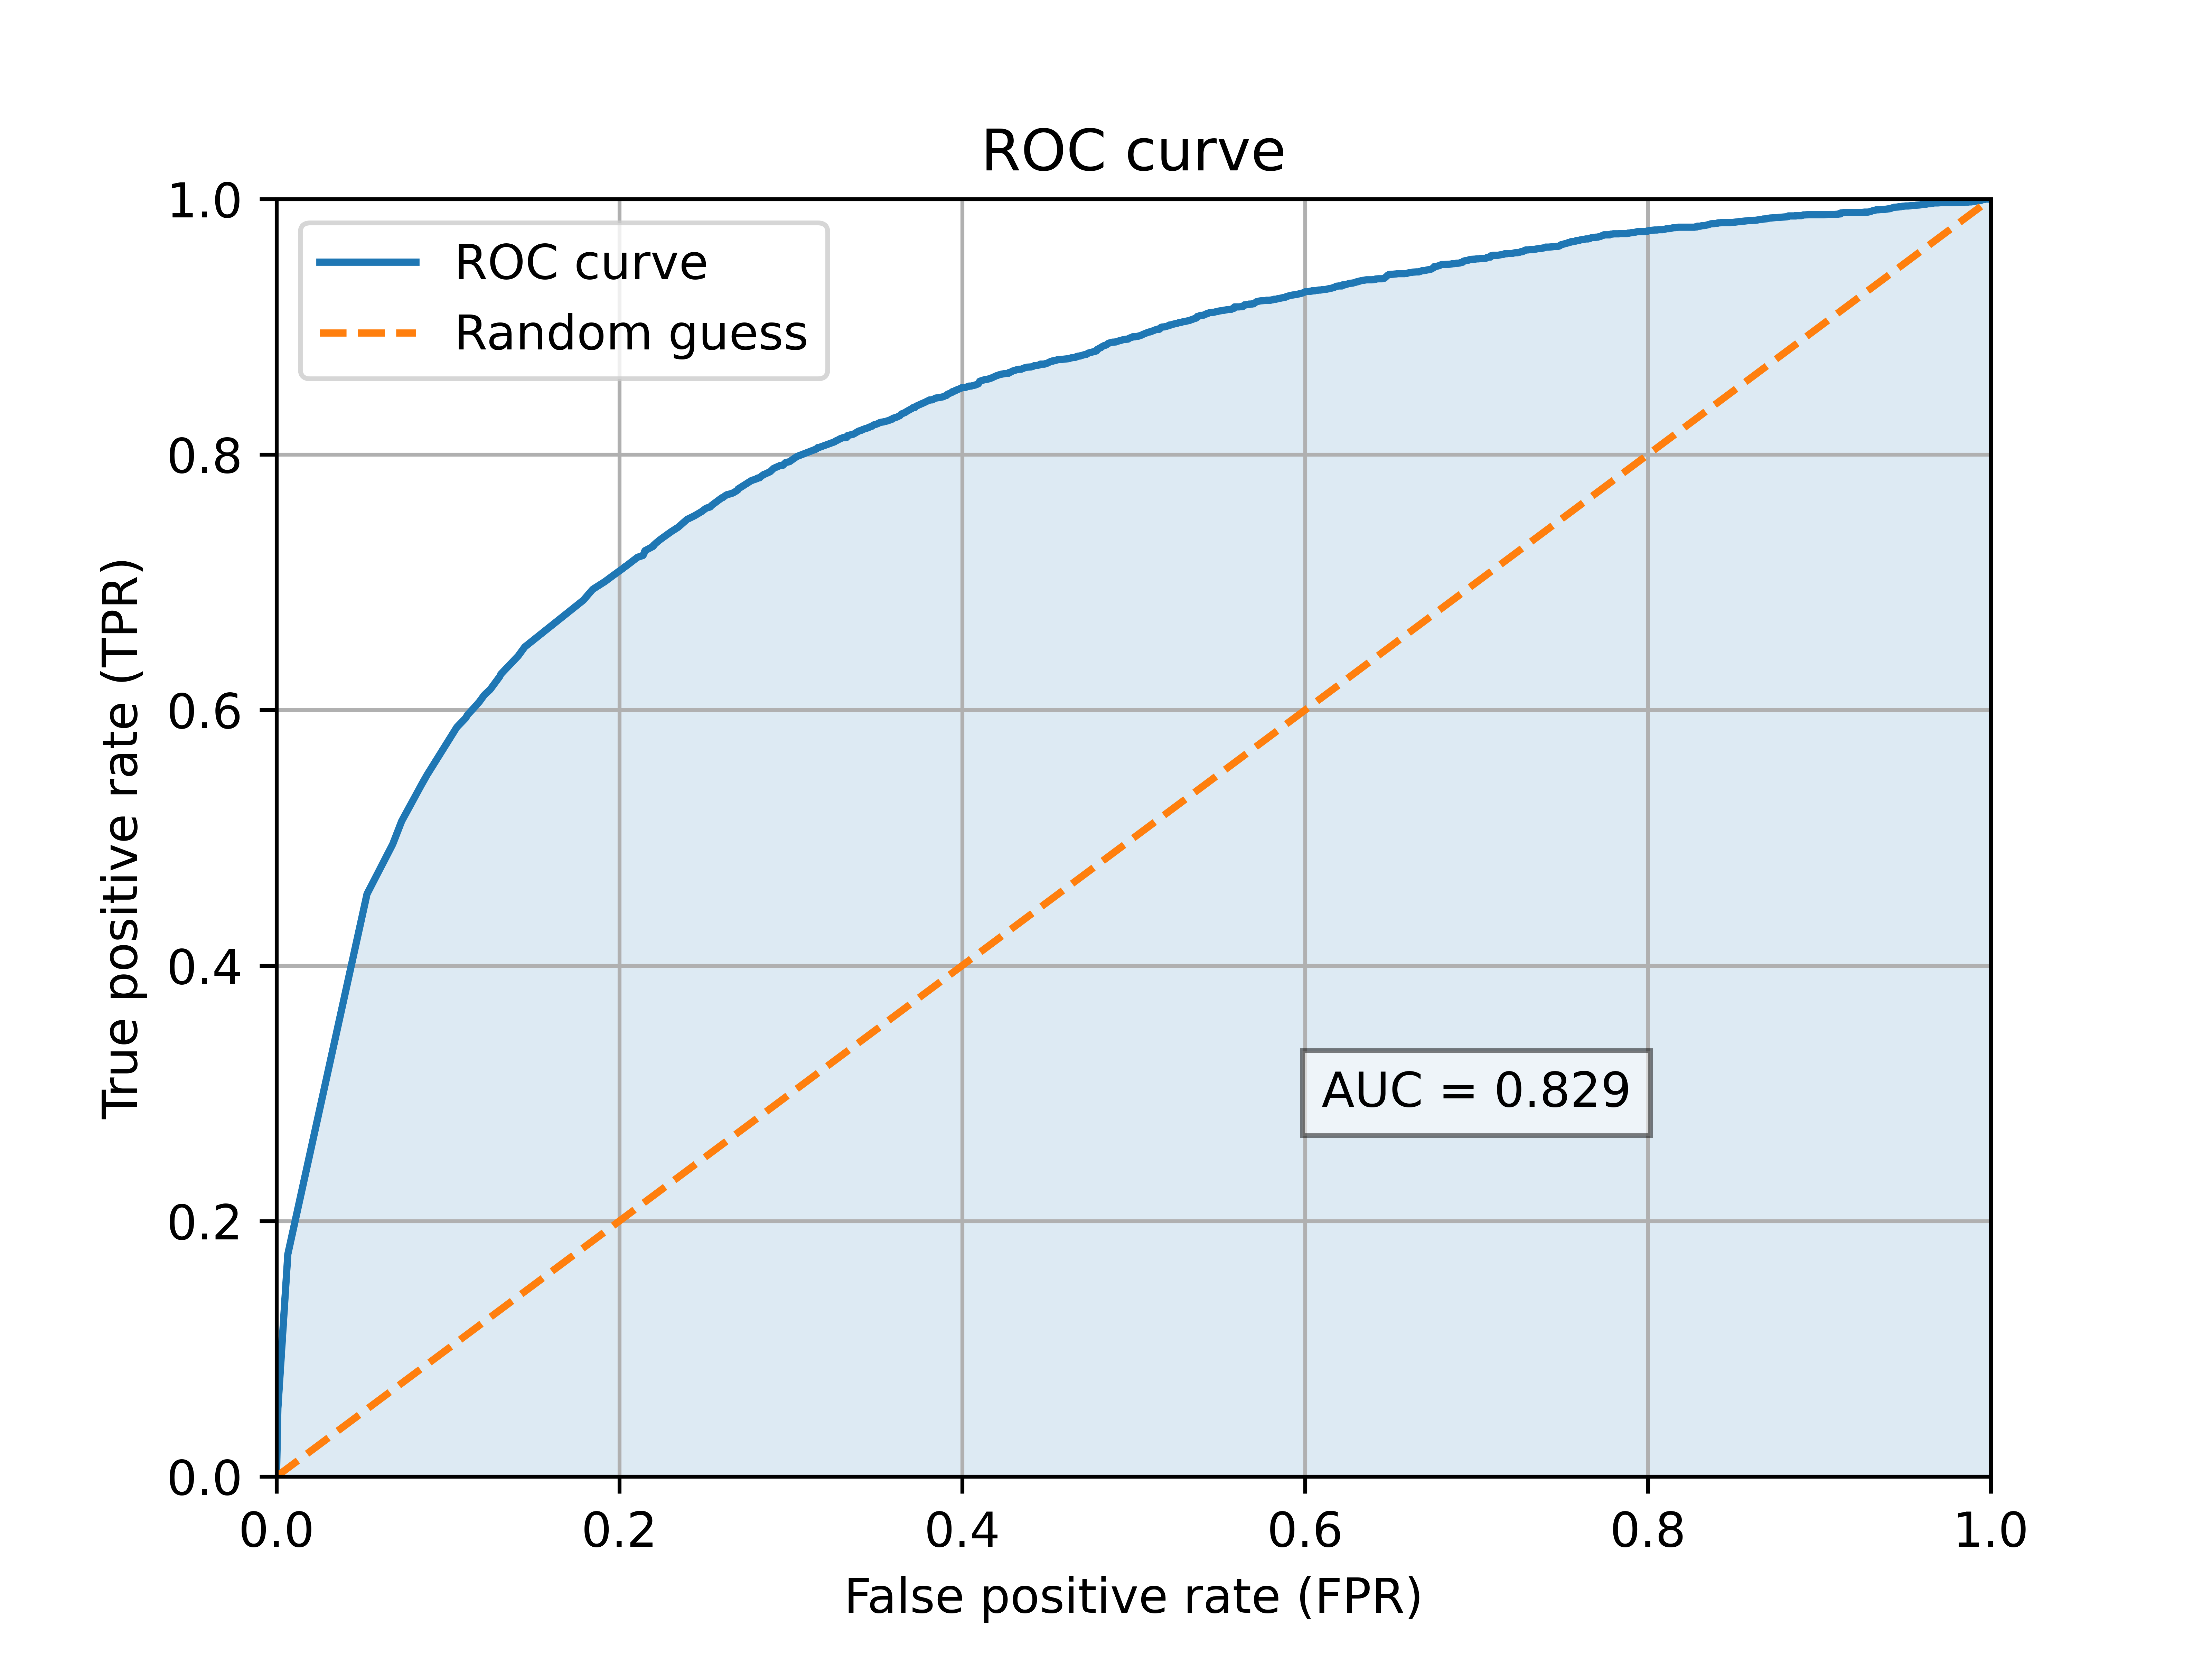 ROC curve
1.0
ROC curve
Random guess
0.8
0.6
0.4
0.2
0.0
True positive rate (TPR)
AUC = 0.829
0.0 0.2 0.4 0.6 0.8 1.0
False positive rate (FPR)